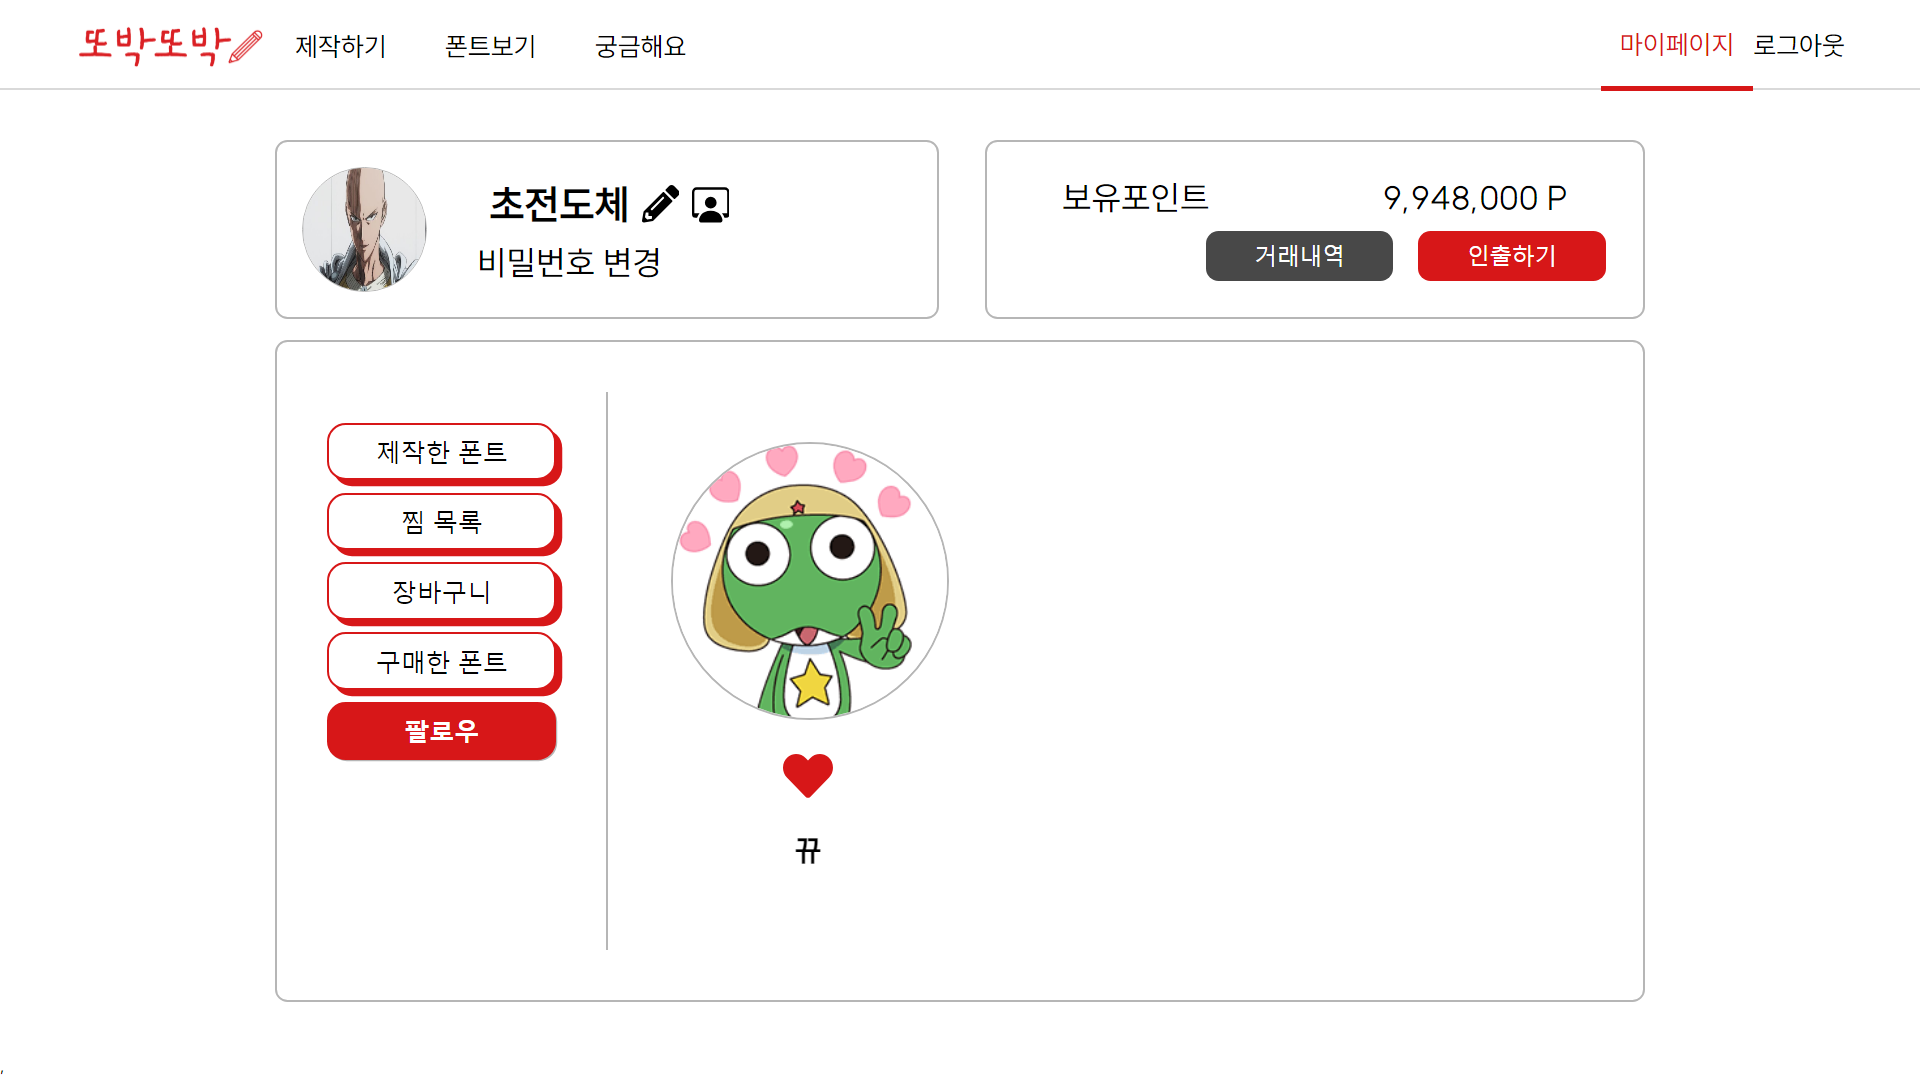 또박또박 제작하기 폰트보기 궁금해요 마이페이지 로그아웃
초전도체
비밀번호 변경
보유포인트 9,948,000 P
거래내역 인출하기
제작한 폰트
찜 목록
장바구니
구매한 폰트
팔로우
뀨